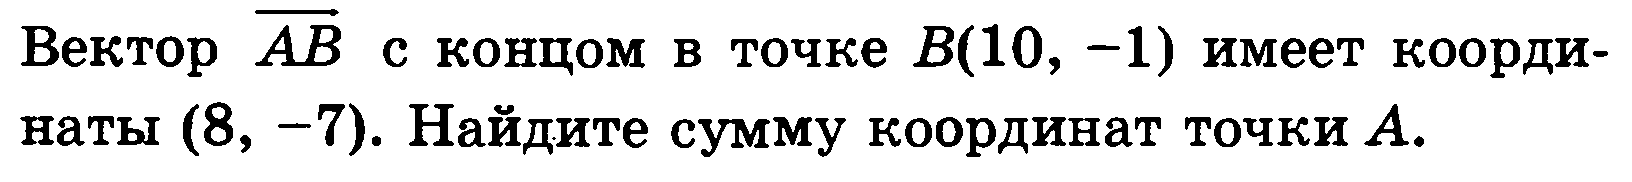 Вектор $\overrightarrow{AB}$ с концом в точке B(10, −1) имеет коорди-
наты (8, −7). Найдите сумму координат точки A.